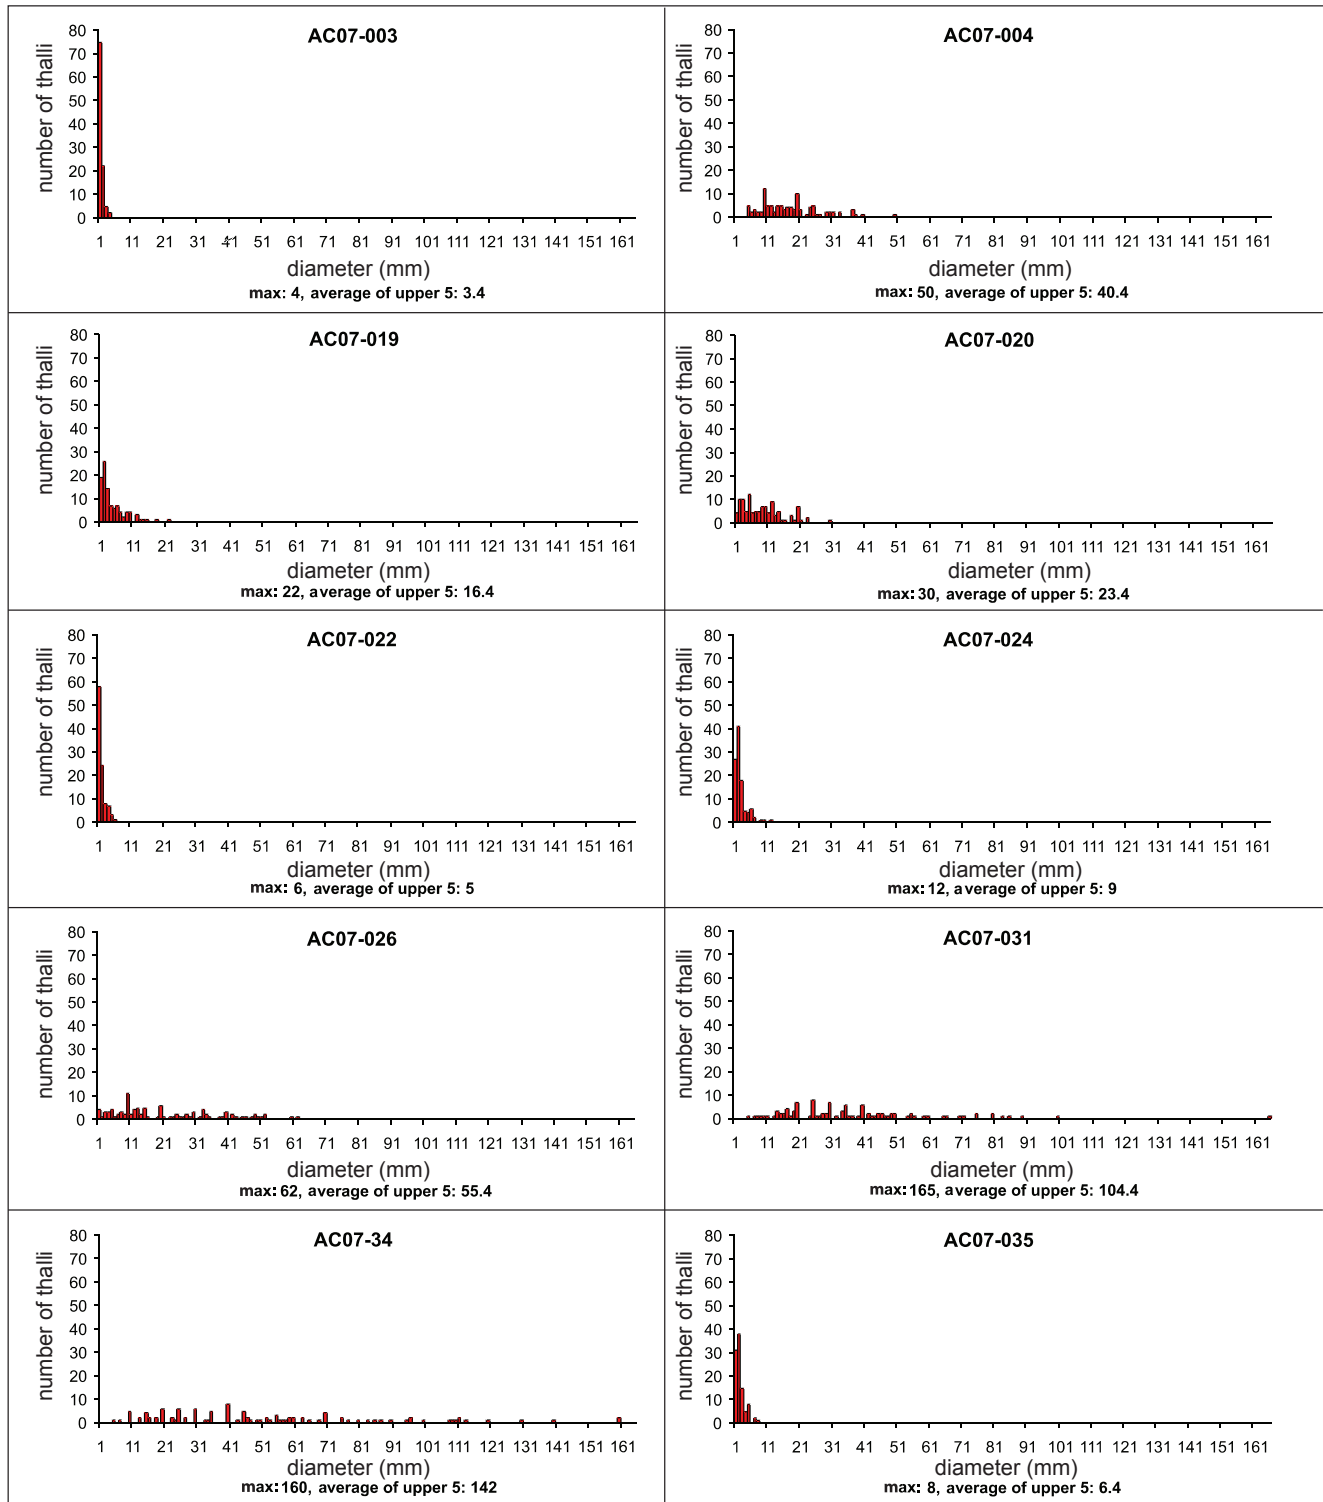 AC07-003
number of thalli
80
70
60
50
40
30
20
10
0
1 11 21 31 41 51 61 71 81 91 101 111 121 131 141 151 161
diameter (mm)
max: 4, average of upper 5: 3.4
AC07-004
number of thalli
80
70
60
50
40
30
20
10
0
1 11 21 31 41 51 61 71 81 91 101 111 121 131 141 151 161
diameter (mm)
max: 50, average of upper 5: 40.4
AC07-019
number of thalli
80
70
60
50
40
30
20
10
0
1 11 21 31 41 51 61 71 81 91 101 111 121 131 141 151 161
diameter (mm)
max: 22, average of upper 5: 16.4
AC07-020
number of thalli
80
70
60
50
40
30
20
10
0
1 11 21 31 41 51 61 71 81 91 101 111 121 131 141 151 161
diameter (mm)
max: 30, average of upper 5: 23.4
AC07-022
number of thalli
80
70
60
50
40
30
20
10
0
1 11 21 31 41 51 61 71 81 91 101 111 121 131 141 151 161
diameter (mm)
max: 6, average of upper 5: 5
AC07-024
number of thalli
80
70
60
50
40
30
20
10
0
1 11 21 31 41 51 61 71 81 91 101 111 121 131 141 151 161
diameter (mm)
max: 12, average of upper 5: 9
AC07-026
number of thalli
80
70
60
50
40
30
20
10
0
1 11 21 31 41 51 61 71 81 91 101 111 121 131 141 151 161
diameter (mm)
max: 62, average of upper 5: 55.4
AC07-031
number of thalli
80
70
60
50
40
30
20
10
0
1 11 21 31 41 51 61 71 81 91 101 111 121 131 141 151 161
diameter (mm)
max: 165, average of upper 5: 104.4
AC07-34
number of thalli
80
70
60
50
40
30
20
10
0
1 11 21 31 41 51 61 71 81 91 101 111 121 131 141 151 161
diameter (mm)
max: 160, average of upper 5: 142
AC07-035
number of thalli
80
70
60
50
40
30
20
10
0
1 11 21 31 41 51 61 71 81 91 101 111 121 131 141 151 161
diameter (mm)
max: 8, average of upper 5: 6.4